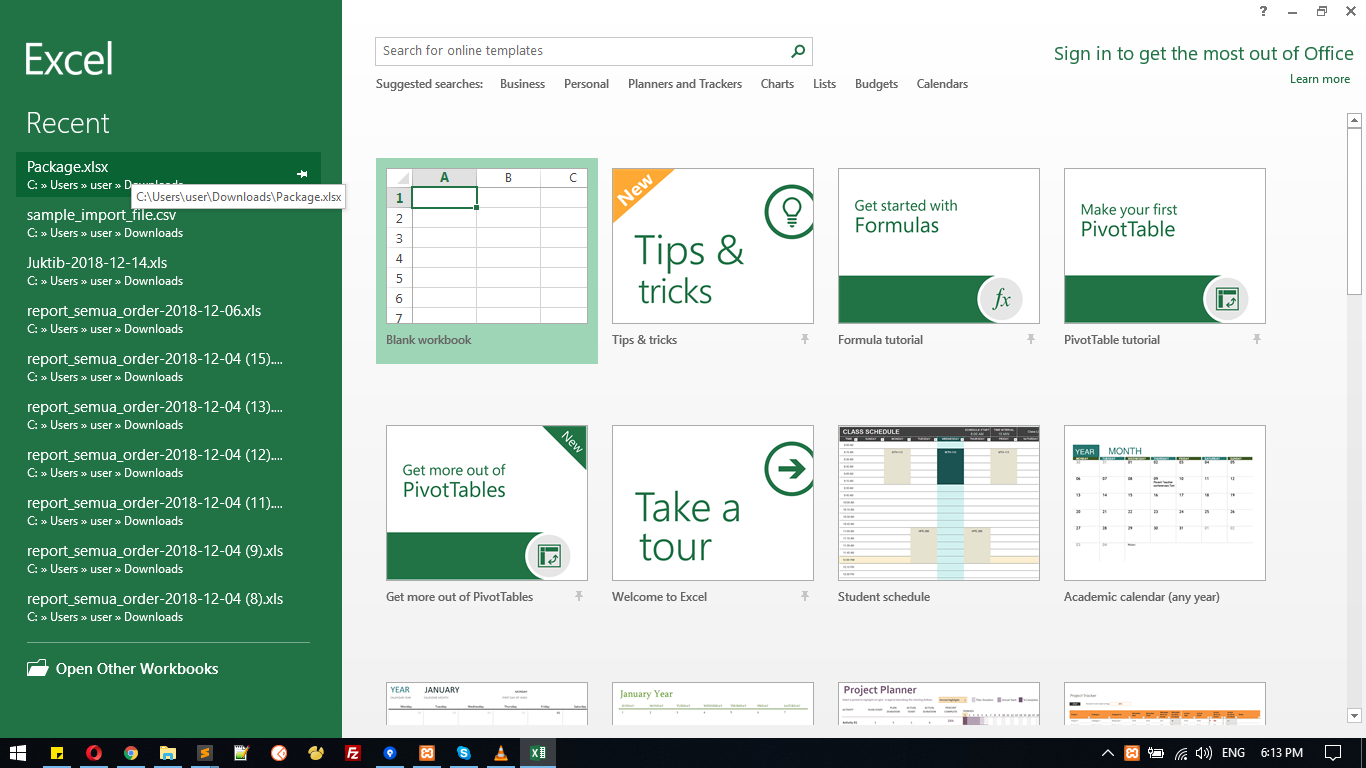 Excel
Recent
Package.xlsx
C: » Users » user » Downloads
C:\Users\user\Downloads\Package.xlsx
sample_import_file.csv
C: » Users » user » Downloads
Juktib-2018-12-14.xls
C: » Users » user » Downloads
report_semua_order-2018-12-06.xls
C: » Users » user » Downloads
report_semua_order-2018-12-04 (15)....
C: » Users » user » Downloads
report_semua_order-2018-12-04 (13)....
C: » Users » user » Downloads
report_semua_order-2018-12-04 (12)....
C: » Users » user » Downloads
report_semua_order-2018-12-04 (11)....
C: » Users » user » Downloads
report_semua_order-2018-12-04 (9).xls
C: » Users » user » Downloads
report_semua_order-2018-12-04 (8).xls
C: » Users » user » Downloads
Open Other Workbooks
?
Search for online templates
Sign in to get the most out of Office
Learn more
Suggested searches: Business Personal Planners and Trackers Charts Lists Budgets Calendars
A B C
1
2
3
4
5
6
7
Blank workbook
New
Tips &
tricks
Tips & tricks
Get started with
Formulas
fx
Formula tutorial
Make your first
PivotTable
PivotTable tutorial
New
Get more out of
PivotTables
Get more out of PivotTables
Take a
tour
Welcome to Excel
CLASS SCHEDULE
Student schedule
YEAR MONTH
Academic calendar (any year)
YEAR JANUARY
January Year
Project Planner
Project Tracker
ENG 6:13 PM